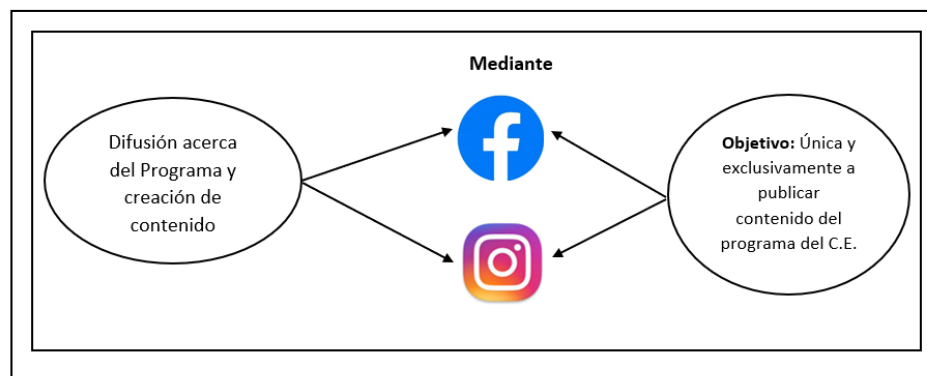 Mediante
Difusión acerca
del Programa y
creación de
contenido
Objetivo: Única y
exclusivamente a
publicar
contenido del
programa del C.E.